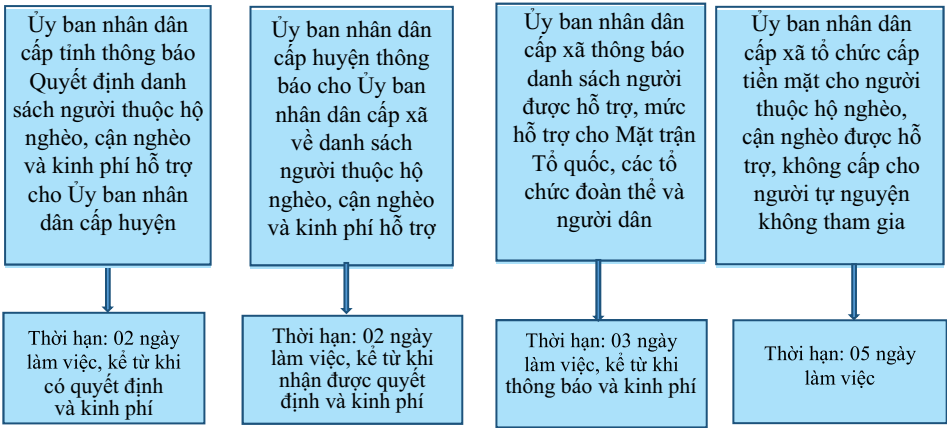 Ủy ban nhân dân
cấp tỉnh thông báo
Quyết định danh
sách người thuộc hộ
nghèo, cận nghèo
và kinh phí hỗ trợ
cho Ủy ban nhân
dân cấp huyện
Thời hạn: 02 ngày
làm việc, kể từ khi
có quyết định
và kinh phí
Ủy ban nhân dân
cấp huyện thông
báo cho Ủy ban
nhân dân cấp xã
về danh sách
người thuộc hộ
nghèo, cận nghèo
và kinh phí hỗ trợ
Thời hạn: 02 ngày
làm việc, kể từ khi
nhận được quyết
định và kinh phí
Ủy ban nhân dân
cấp xã thông báo
danh sách người
được hỗ trợ, mức
hỗ trợ cho Mặt trận
Tổ quốc, các tổ
chức đoàn thể và
người dân
Thời hạn: 03 ngày
làm việc, kể từ khi
thông báo và kinh phí
Ủy ban nhân dân
cấp xã tổ chức cấp
tiền mặt cho người
thuộc hộ nghèo,
cận nghèo được hỗ
trợ, không cấp cho
người tự nguyện
không tham gia
Thời hạn: 05 ngày
làm việc